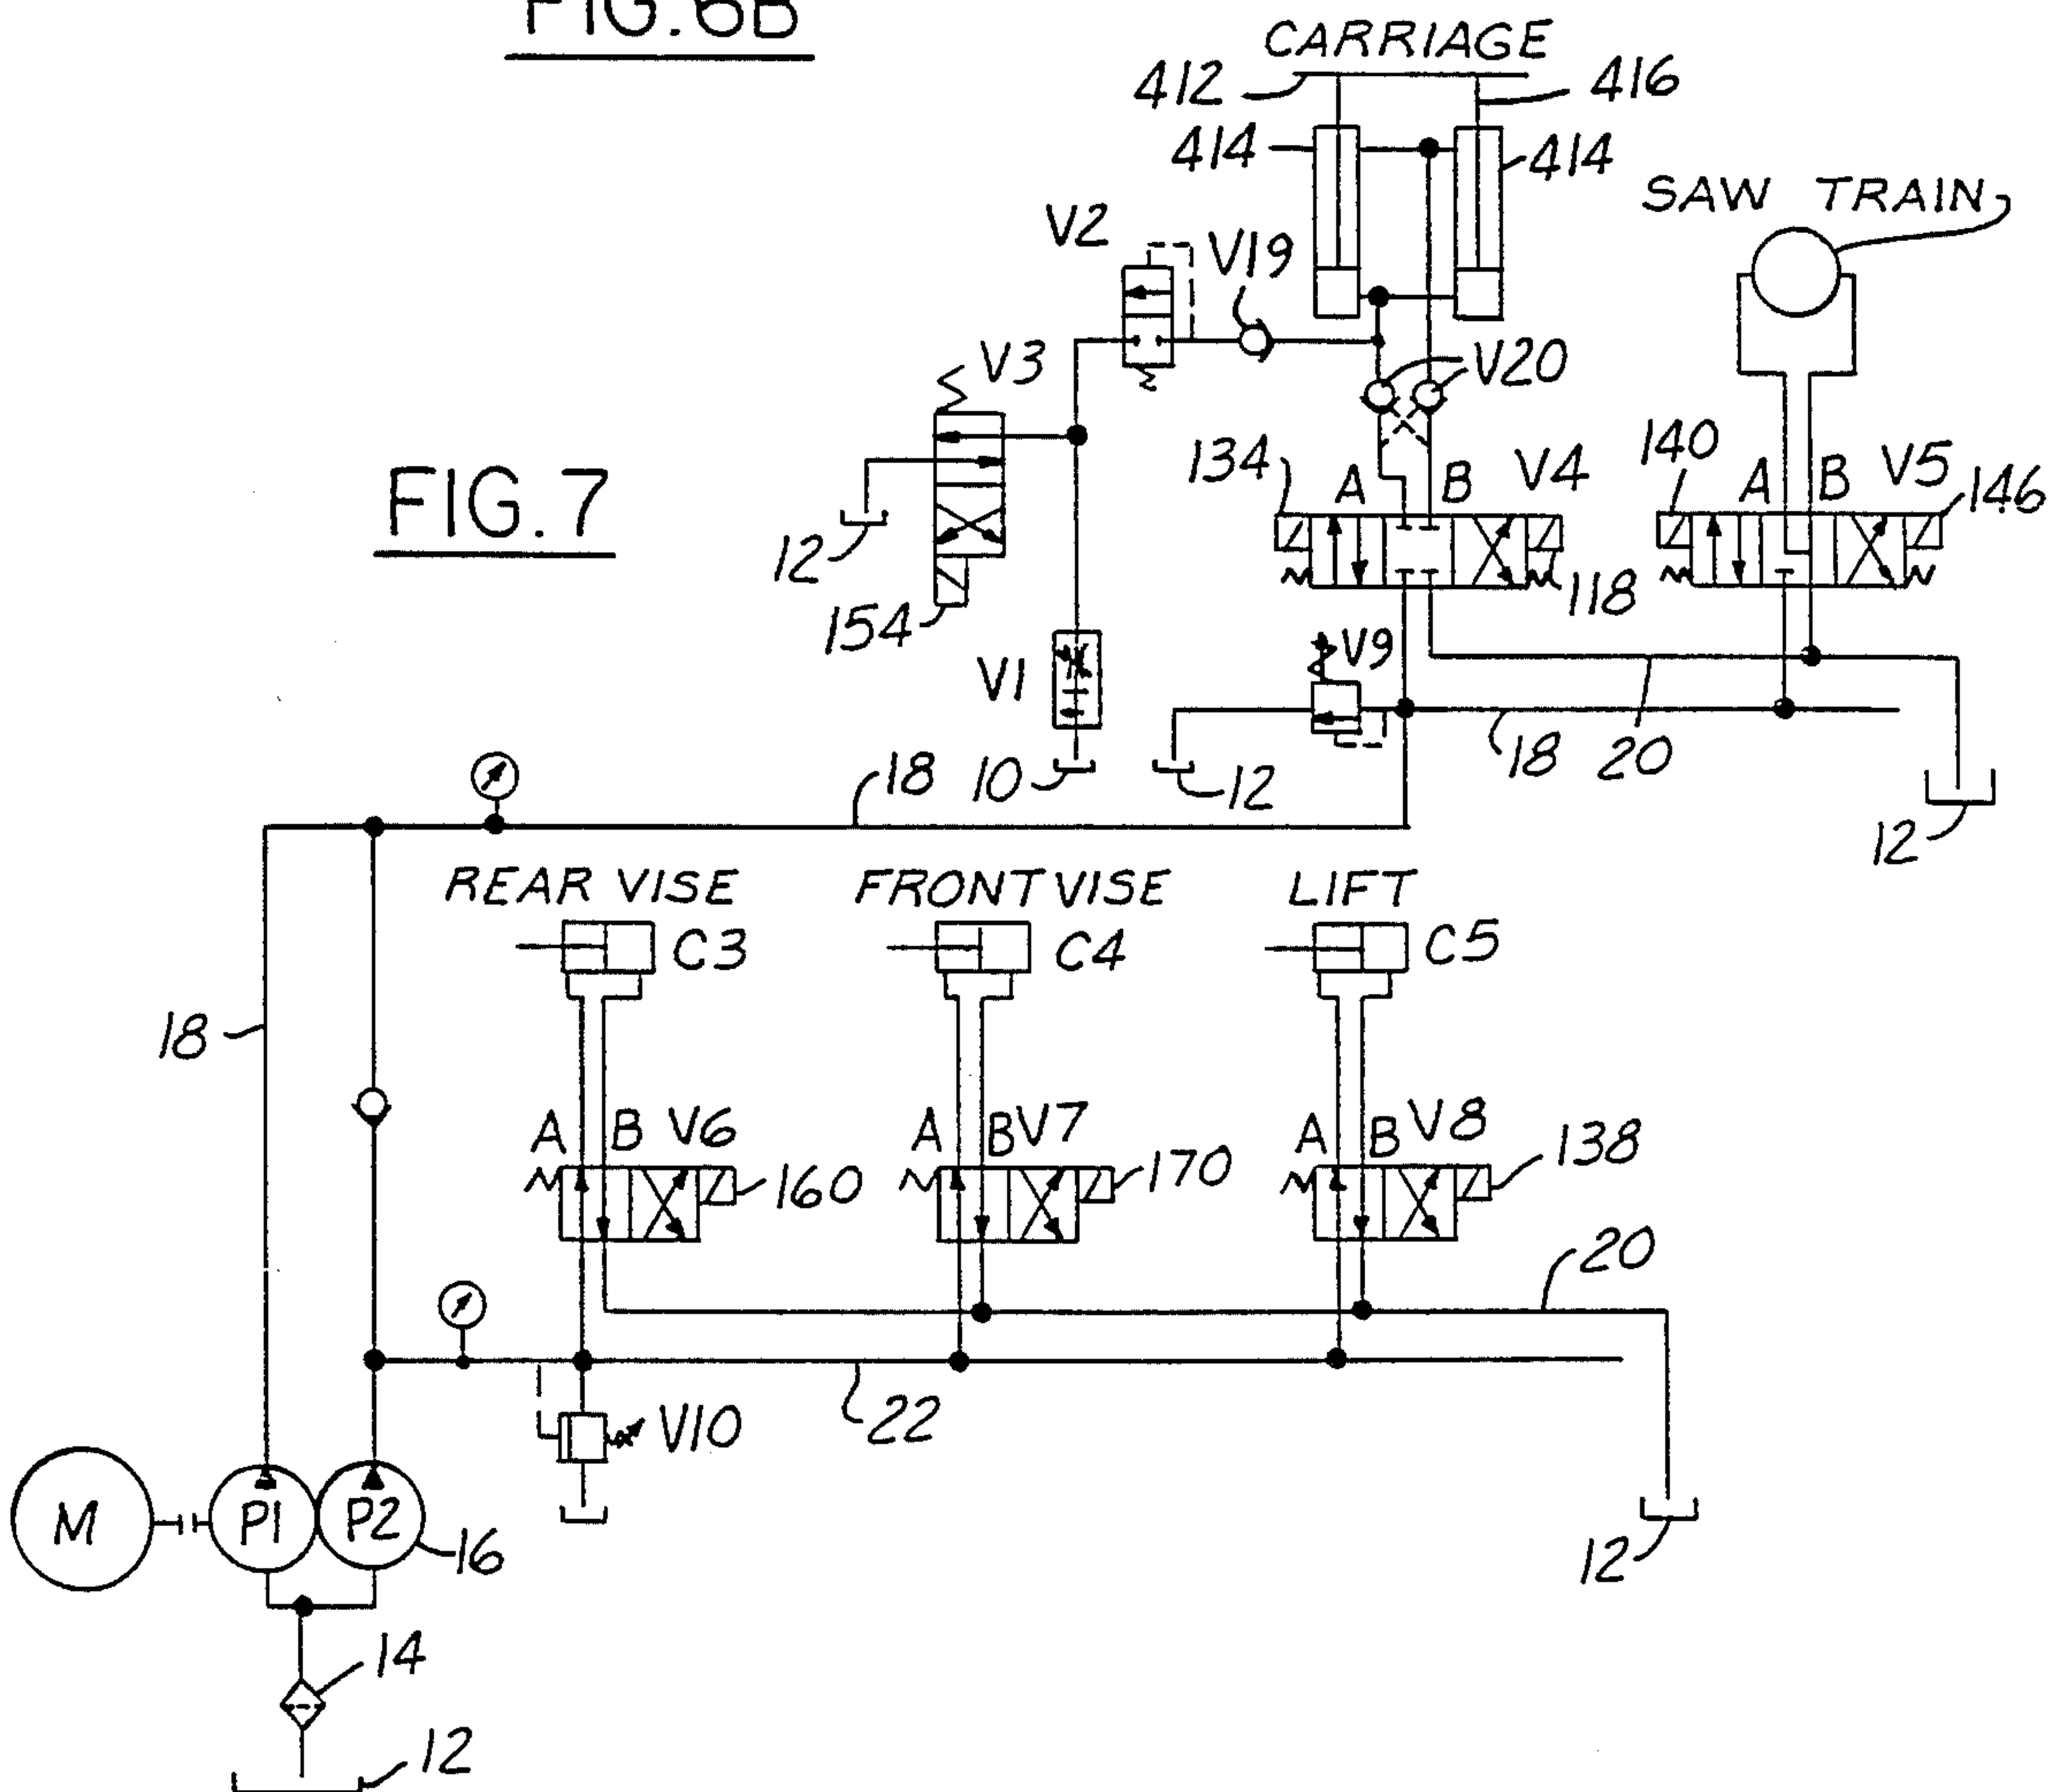 FIG. 6B
CARRIAGE
412
416
414
414
SAW TRAIN
V2
V19
V3
V20
134
A
B
V4
140
A
B
V5
146
FIG. 7
12
154
118
V1
V9
18
10
12
18
20
12
REAR VISE
FRONT VISE
LIFT
C3
C4
C5
18
A
B
V6
A
B
V7
A
B
V8
138
160
170
20
22
V10
M
P1
P2
16
12
14
12